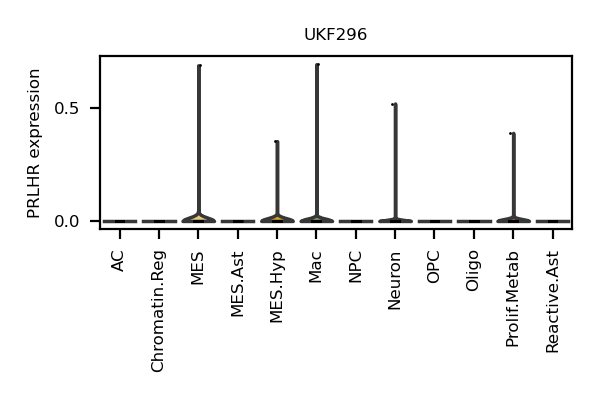 UKF296
PRLHR expression
0.5
0.0
AC
Chromatin.Reg
MES
MES.Ast
MES.Hyp
Mac
NPC
Neuron
OPC
Oligo
Prolif.Metab
Reactive.Ast